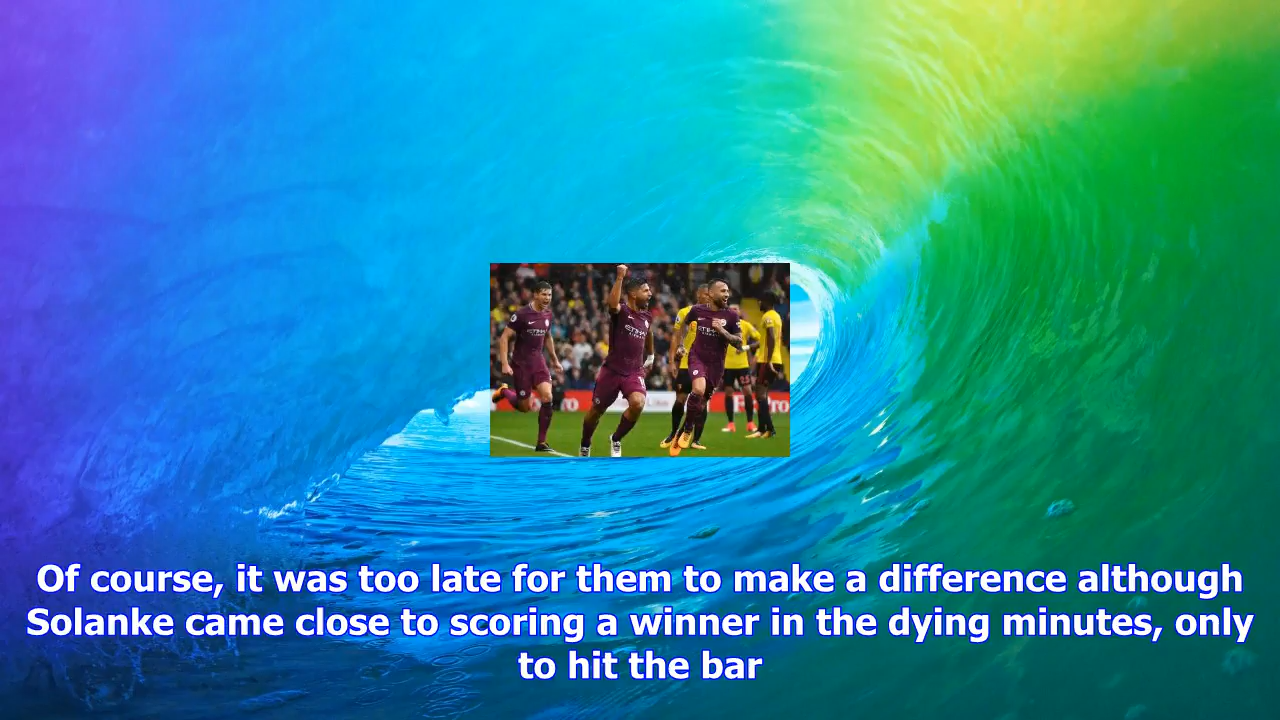 Of course, it was too late for them to make a difference although
Solanke came close to scoring a winner in the dying minutes, only
to hit the bar